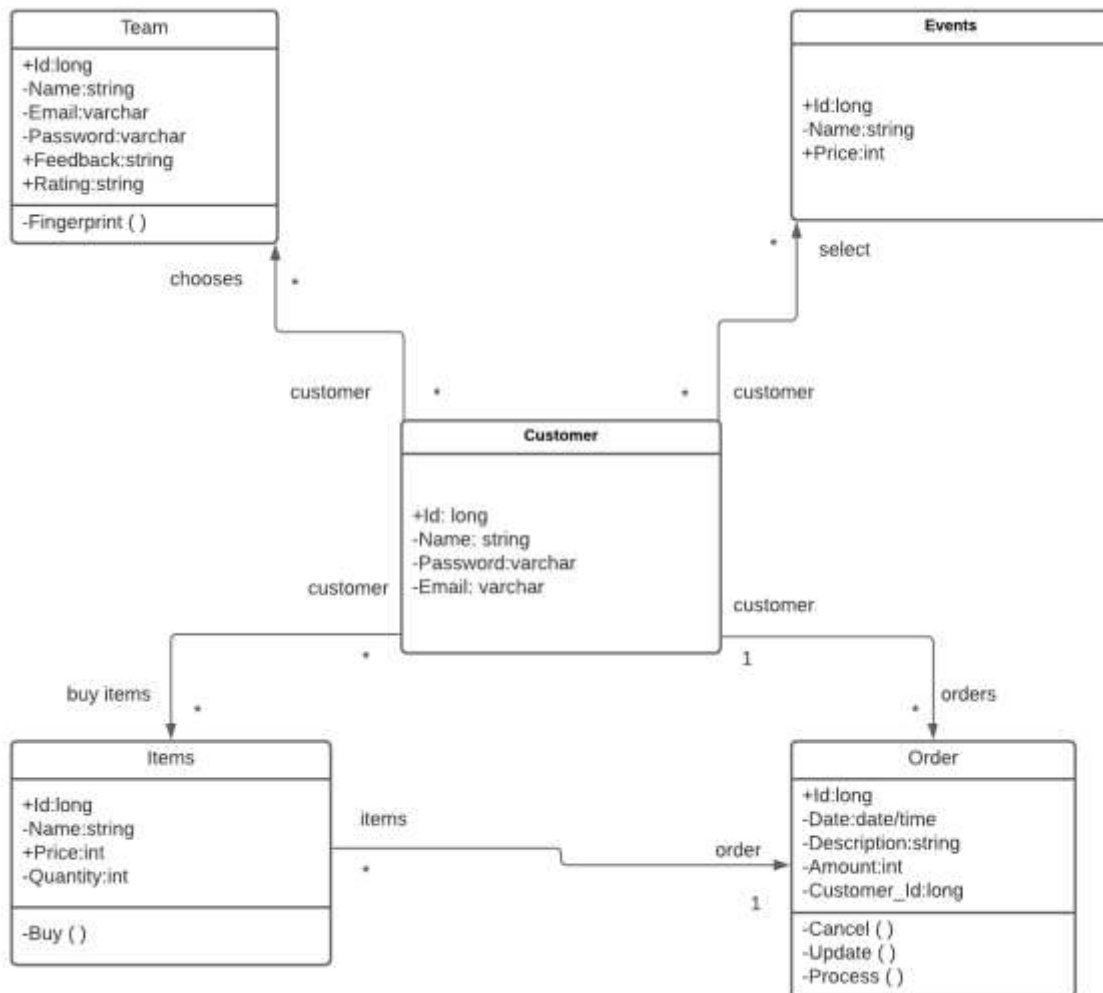 Team
+Id:long
-Name:string
-Email:varchar
-Password:varchar
+Feedback:string
+Rating:string
-Fingerprint ( )
Events
+Id:long
-Name:string
+Price:int
chooses
*
*
select
customer
*
*
customer
Customer
+Id: long
-Name: string
-Password:varchar
-Email: varchar
customer
*
customer
1
buy items
*
orders
*
Items
+Id:long
-Name:string
+Price:int
-Quantity:int
-Buy ( )
items
*
order
1
Order
+Id:long
-Date:date/time
-Description:string
-Amount:int
-Customer_Id:long
-Cancel ( )
-Update ( )
-Process ( )